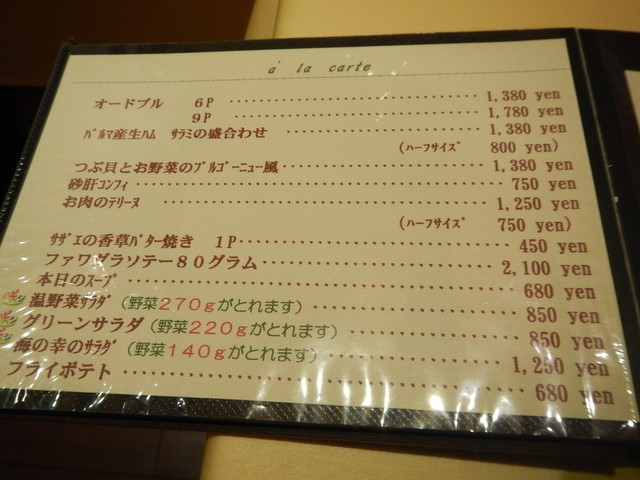 à la carte
オードブル 6P 1,380 yen
9P 1,780 yen
パルマ産生ハム サラミの盛合わせ 1,380 yen
(ハーフサイズ 800 yen)
つぶ貝とお野菜のブルゴーニュー風 1,380 yen
砂肝コンフィ 750 yen
お肉のテリーヌ 1,250 yen
(ハーフサイズ 750 yen)
サザエの香草バター焼き 1P 450 yen
フォワグラソテー80グラム 2,100 yen
本日のスープ 680 yen
温野菜サラダ (野菜270gがとれます) 850 yen
グリーンサラダ (野菜220gがとれます) 850 yen
海の幸のサラダ (野菜140gがとれます) 1,250 yen
フライポテト 680 yen